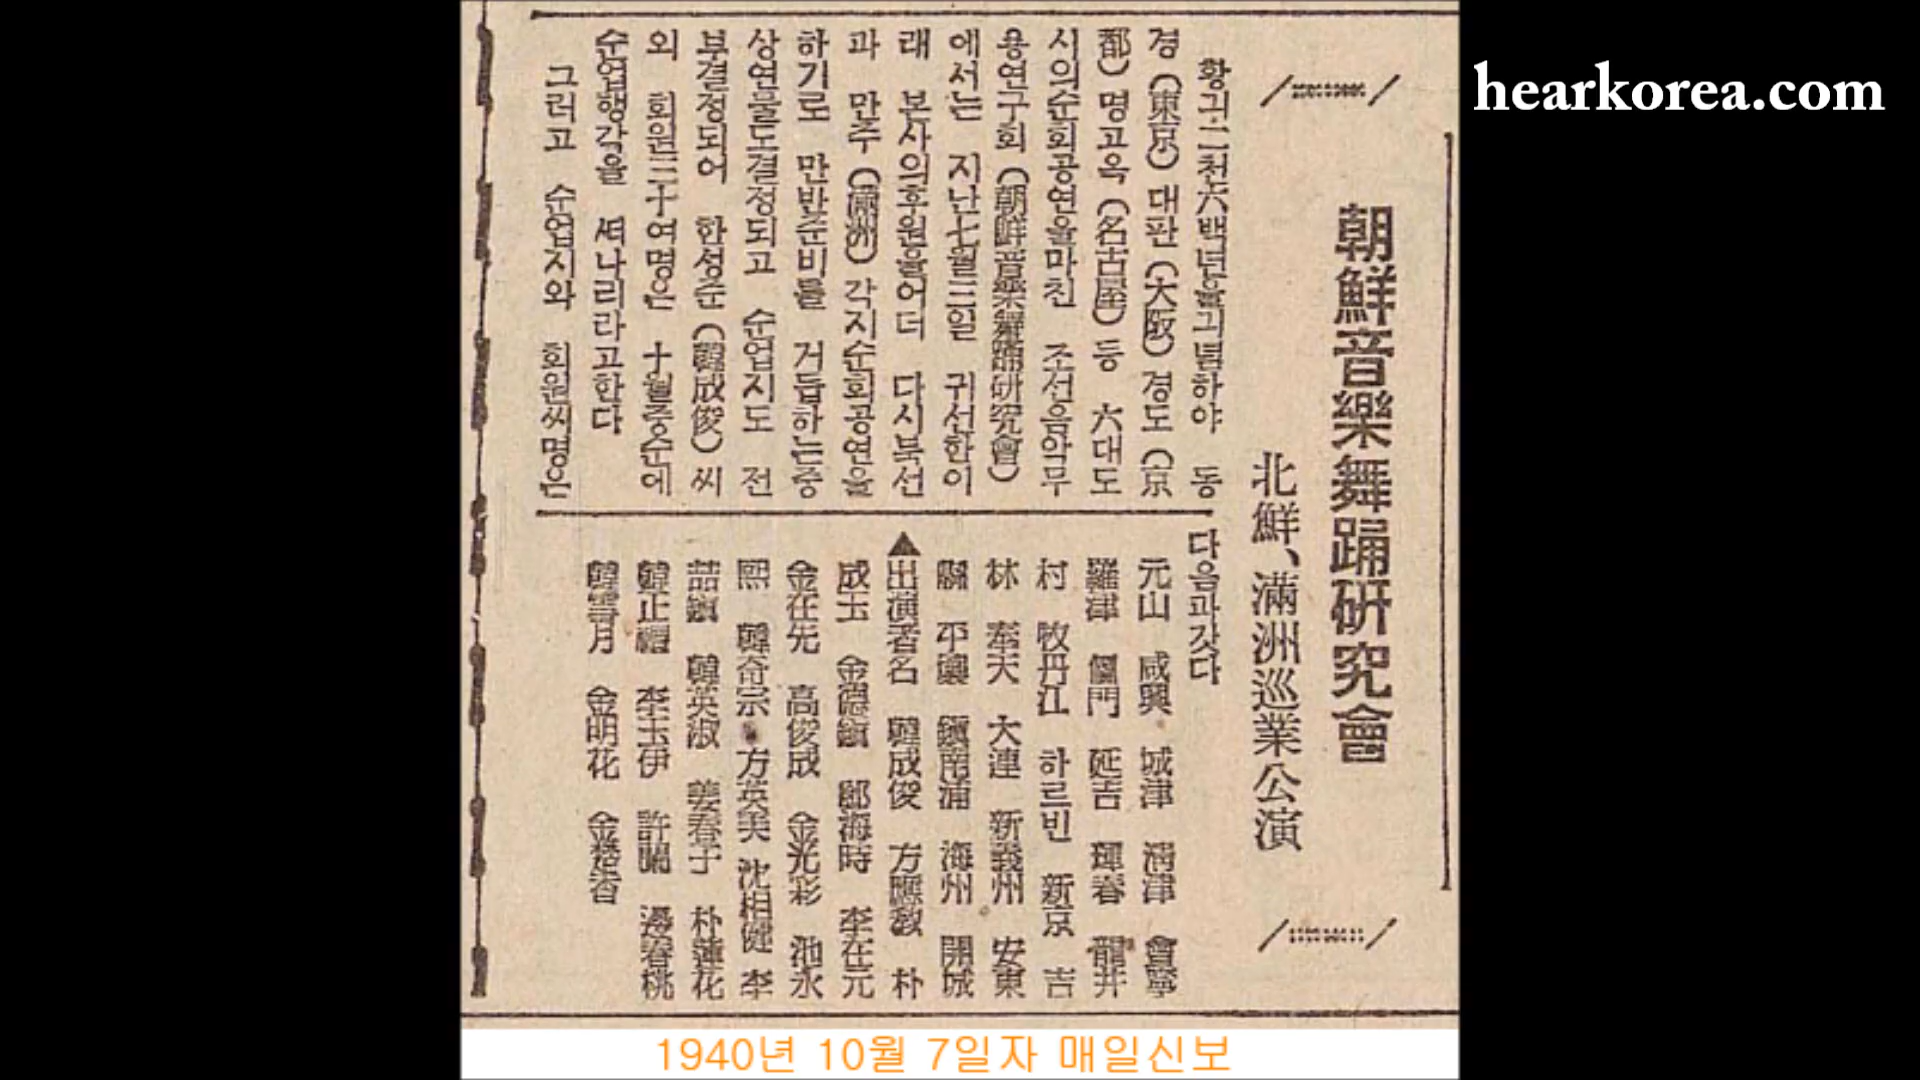 hearkorea.com
朝鮮音樂舞踊硏究會
北鮮、滿洲巡業公演
황긔二천六백년을긔념하야 동
경(東京)대판(大阪)경도(京
都)명고옥(名古屋)등 六대도
시의순회공연을마친 조선음악무
용연구회(朝鮮音樂舞踊硏究會)
에서는 지난七월三일 귀선한이
래 본사의후원을어더 다시북선
과 만주(滿洲)각지순회공연을
하기로 만반준비를 거듭하는중
상연물도결정되고 순업지도 전
부결정되어 한성준(韓成俊)씨
외 회원三十여명은 十월중순에
순업행각을 떠나리라고한다
그러고 순업지와 회원씨명은
다음과갓다
元山 咸興 城津 淸津 會寧
羅津 圖們 延吉 琿春 龍井
村 牧丹江 하르빈 新京 吉
林 奉天 大連 新義州 安東
縣 平壤 鎭南浦 海州 開城
▲出演者名 韓成俊 方應敎 朴
成玉 金德鎭 鄭海時 李在元
金在先 高俊成 金光彩 池永
熙 韓奇宗 方英美 沈相健 李
喆鎭 韓英淑 姜春子 朴蓮花
韓正禮 李玉伊 許 邊春桃
韓雪月 金明花 金楚香
1940년 10월 7일자 매일신보